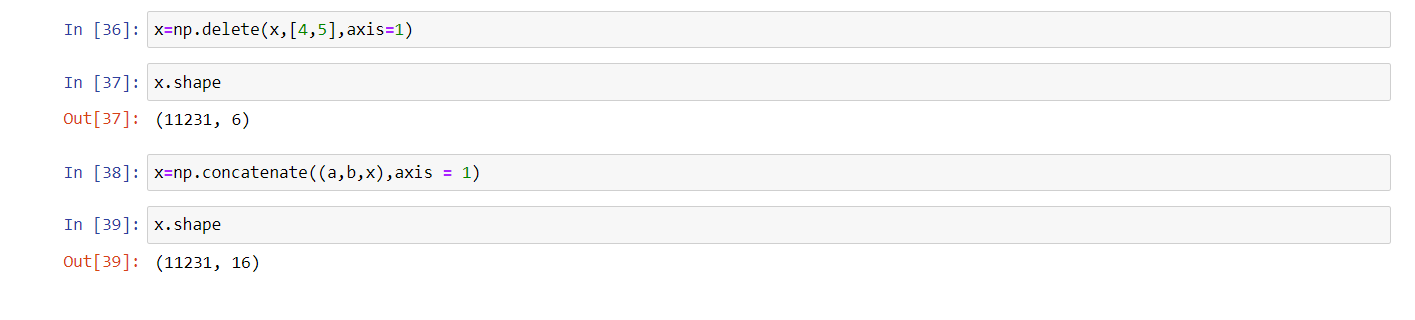 In [36]: x=np.delete(x,[4,5],axis=1)
In [37]: x.shape
Out[37]: (11231, 6)
In [38]: x=np.concatenate((a,b,x),axis = 1)
In [39]: x.shape
Out[39]: (11231, 16)